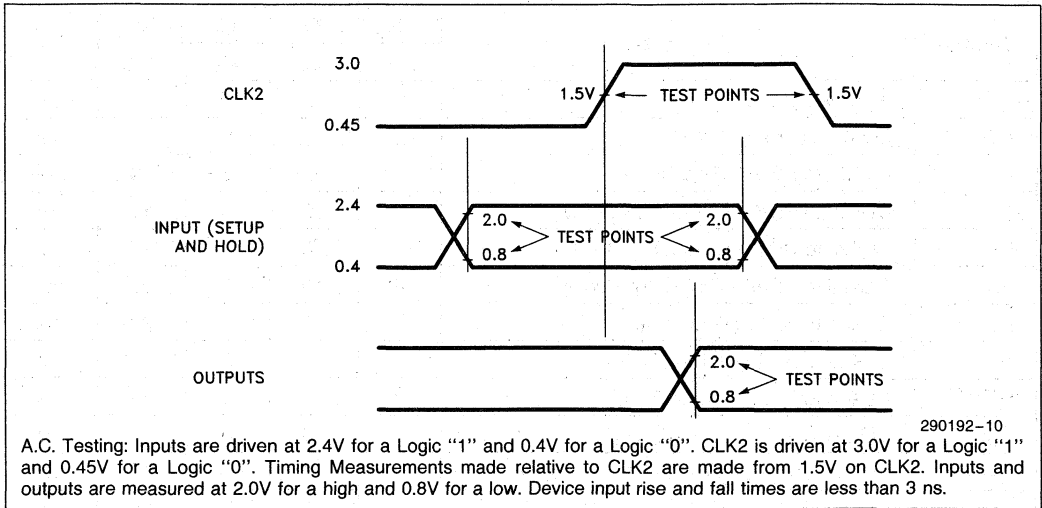 3.0
CLK2
1.5V TEST POINTS 1.5V
0.45
2.4
2.0 2.0
INPUT (SETUP
AND HOLD)
TEST POINTS
0.8 0.8
0.4
2.0
OUTPUTS
TEST POINTS
0.8
290192-10
A.C. Testing: Inputs are driven at 2.4V for a Logic “1” and 0.4V for a Logic “0”. CLK2 is driven at 3.0V for a Logic “1”
and 0.45V for a Logic “0”. Timing Measurements made relative to CLK2 are made from 1.5V on CLK2. Inputs and
outputs are measured at 2.0V for a high and 0.8V for a low. Device input rise and fall times are less than 3 ns.